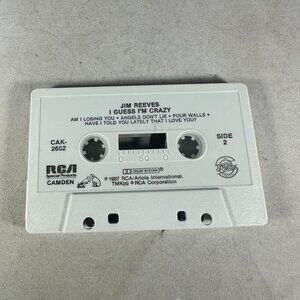 JIM REEVES
I GUESS I'M CRAZY
AM I LOSING YOU • ANGELS DON'T LIE • FOUR WALLS •
HAVE I TOLD YOU LATELY THAT I LOVE YOU?
CAK-
2652
SIDE
2
DOLBY SYSTEM
RCA
Special Products
CAMDEN
℗ 1987 RCA/Ariola International.
TMK(s) ® RCA Corporation